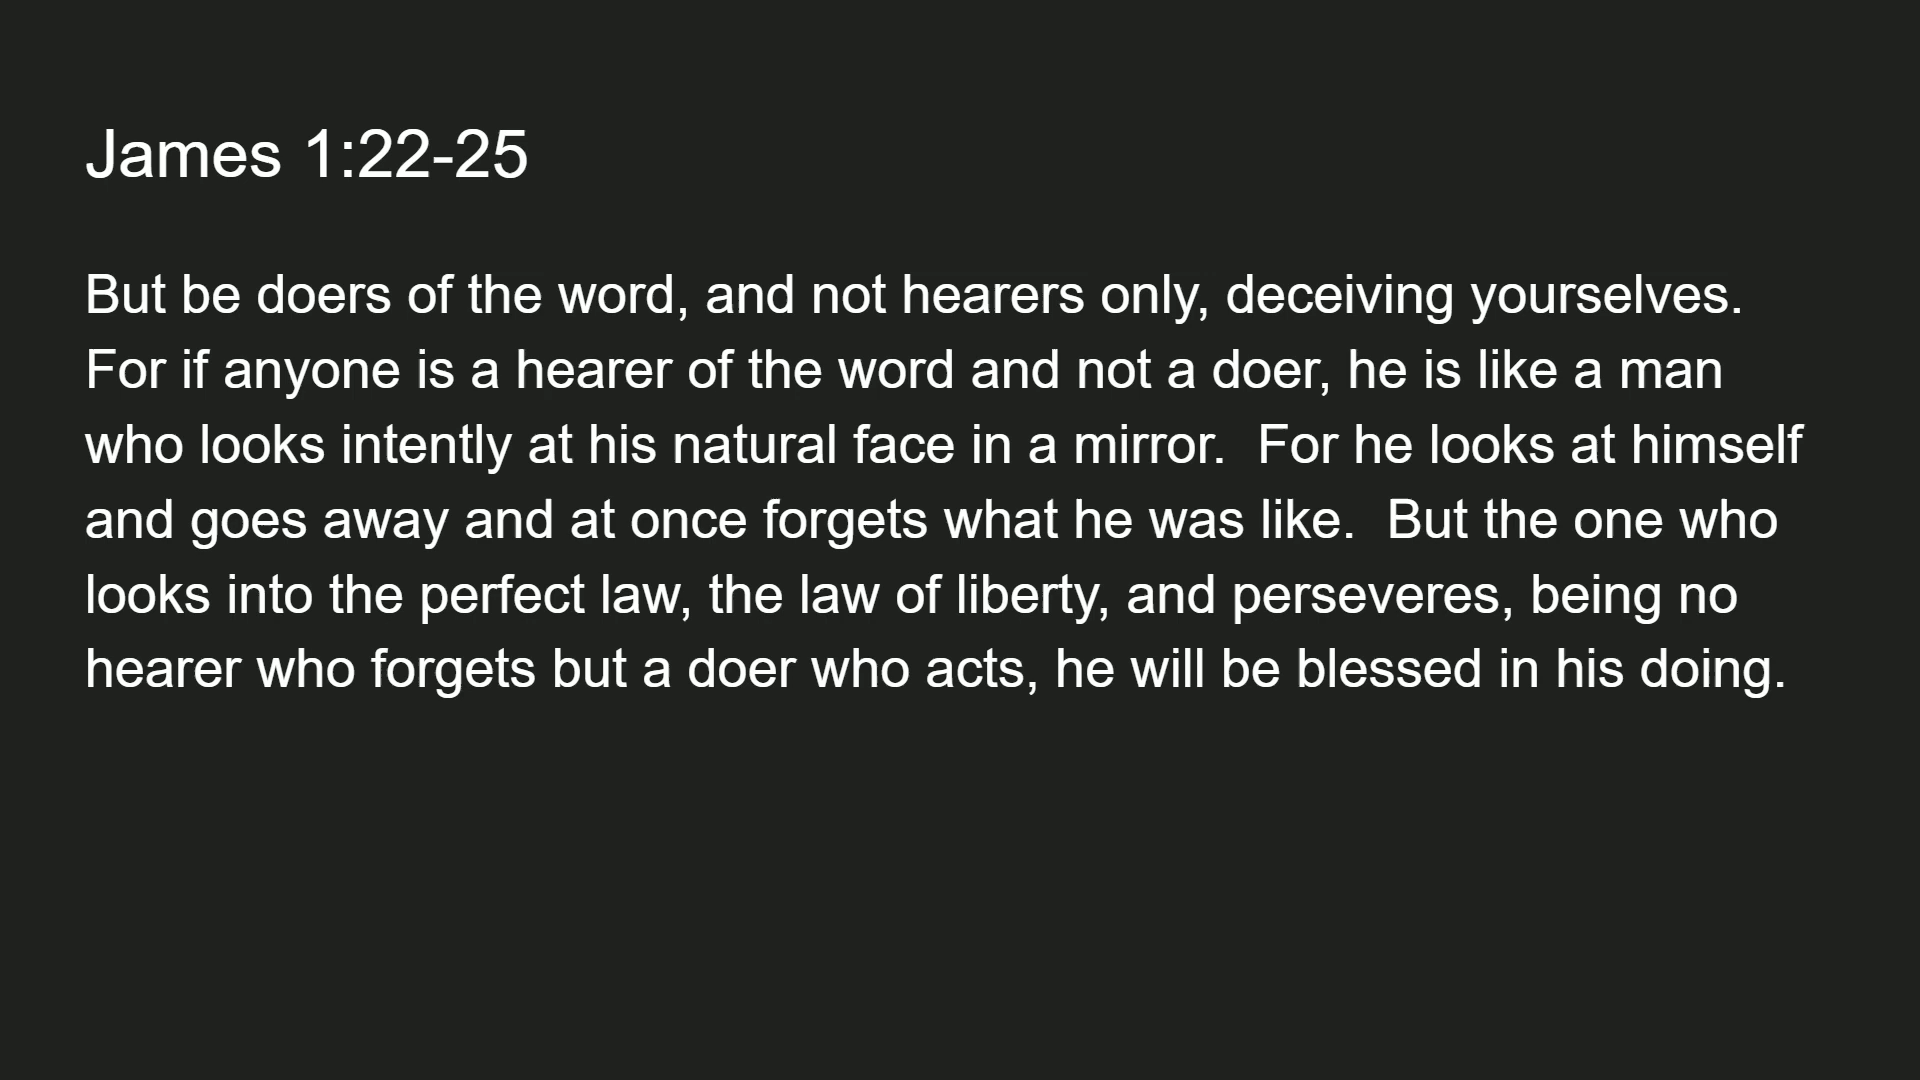 James 1:22-25
But be doers of the word, and not hearers only, deceiving yourselves.
For if anyone is a hearer of the word and not a doer, he is like a man
who looks intently at his natural face in a mirror.  For he looks at himself
and goes away and at once forgets what he was like.  But the one who
looks into the perfect law, the law of liberty, and perseveres, being no
hearer who forgets but a doer who acts, he will be blessed in his doing.